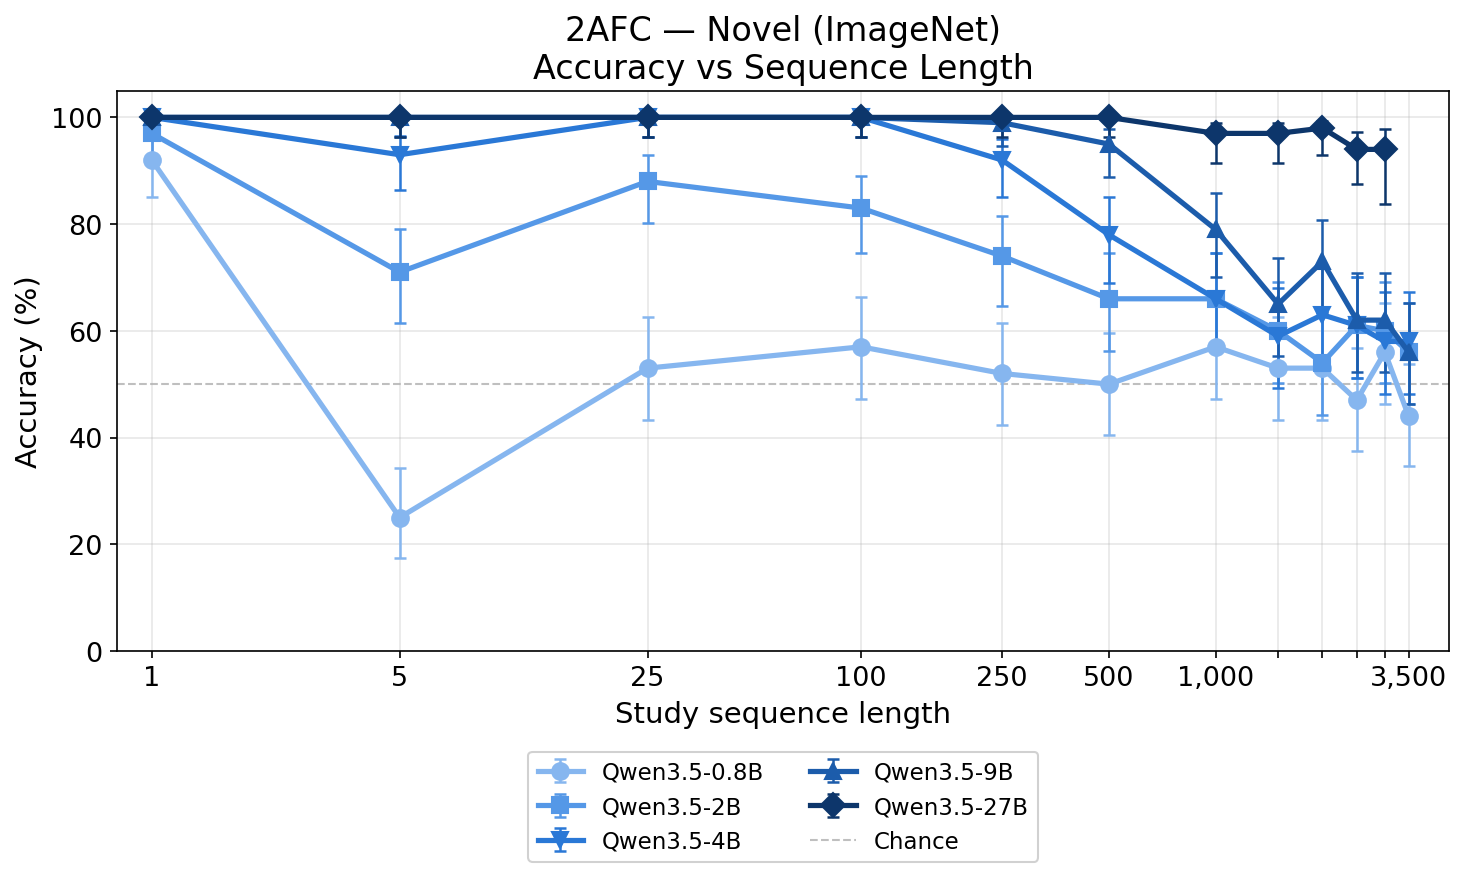 2AFC — Novel (ImageNet)
Accuracy vs Sequence Length
Accuracy (%)
100
80
60
40
20
0
1
5
25
100
250
500
1,000
3,500
Study sequence length
Qwen3.5-0.8B
Qwen3.5-2B
Qwen3.5-4B
Qwen3.5-9B
Qwen3.5-27B
Chance